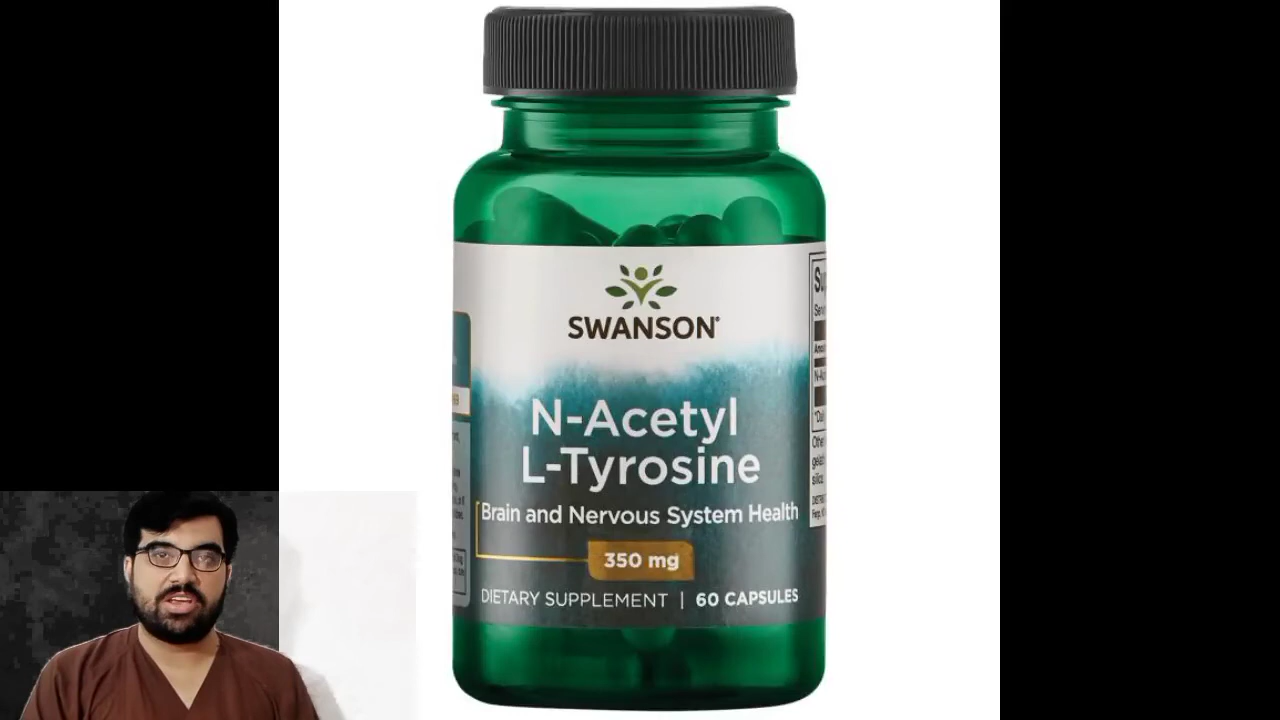 SWANSON®
N-Acetyl
L-Tyrosine
Brain and Nervous System Health
350 mg
DIETARY SUPPLEMENT | 60 CAPSULES